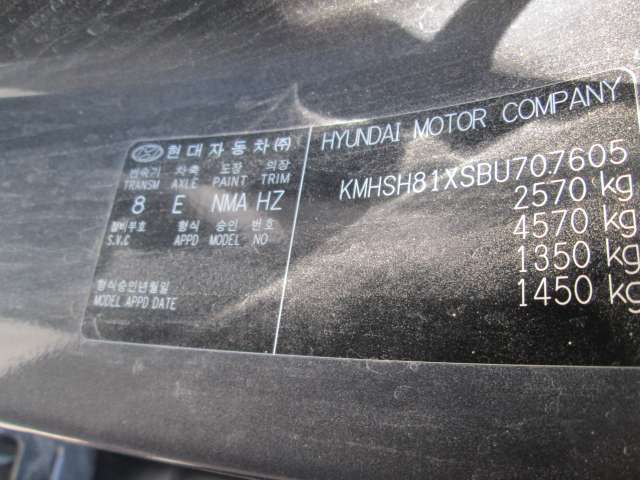 현대자동차㈜
변속기 차축 도장 의장
TRANSM AXLE PAINT TRIM
8 E NMA HZ
정비부호 형식 승인 번호
S.V.C APPD MODEL NO
형식승인년월일
MODEL APPD DATE
HYUNDAI MOTOR COMPANY
KMHSH81XSBU707605
2570 kg
4570 kg
1350 kg
1450 kg